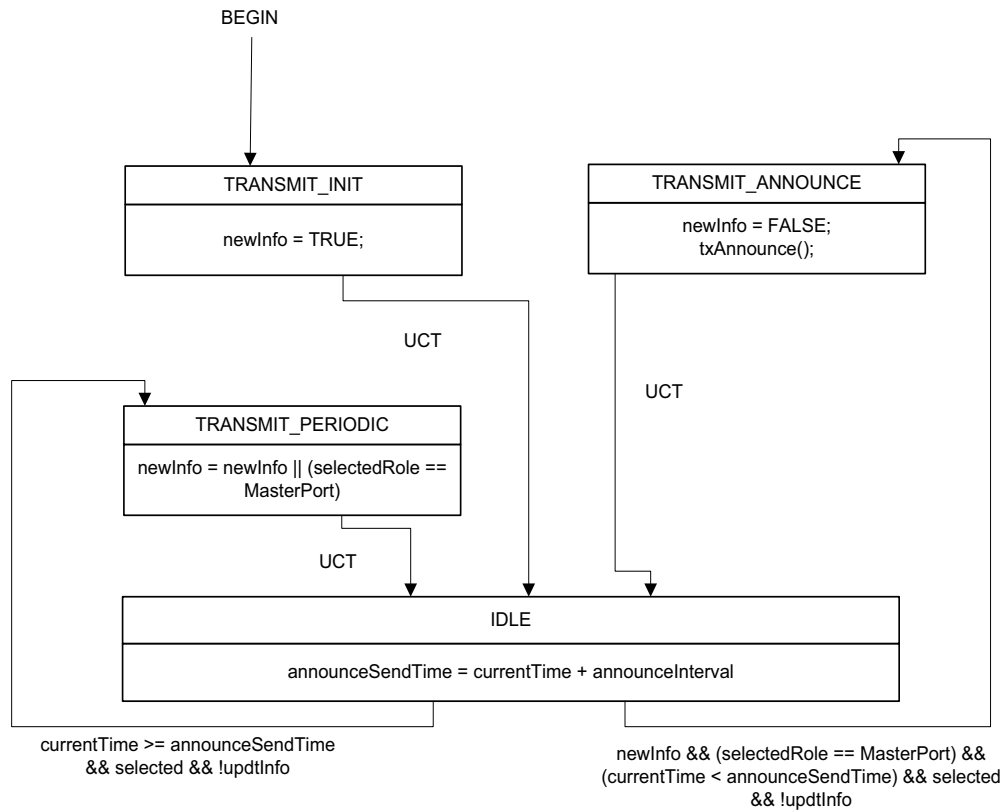 BEGIN
TRANSMIT_INIT
newInfo = TRUE;
TRANSMIT_ANNOUNCE
newInfo = FALSE;
txAnnounce();
UCT
UCT
TRANSMIT_PERIODIC
newInfo = newInfo || (selectedRole ==
MasterPort)
UCT
IDLE
announceSendTime = currentTime + announceInterval
currentTime >= announceSendTime
&& selected && !updtInfo
newInfo && (selectedRole == MasterPort) &&
(currentTime < announceSendTime) && selected
&& !updtInfo